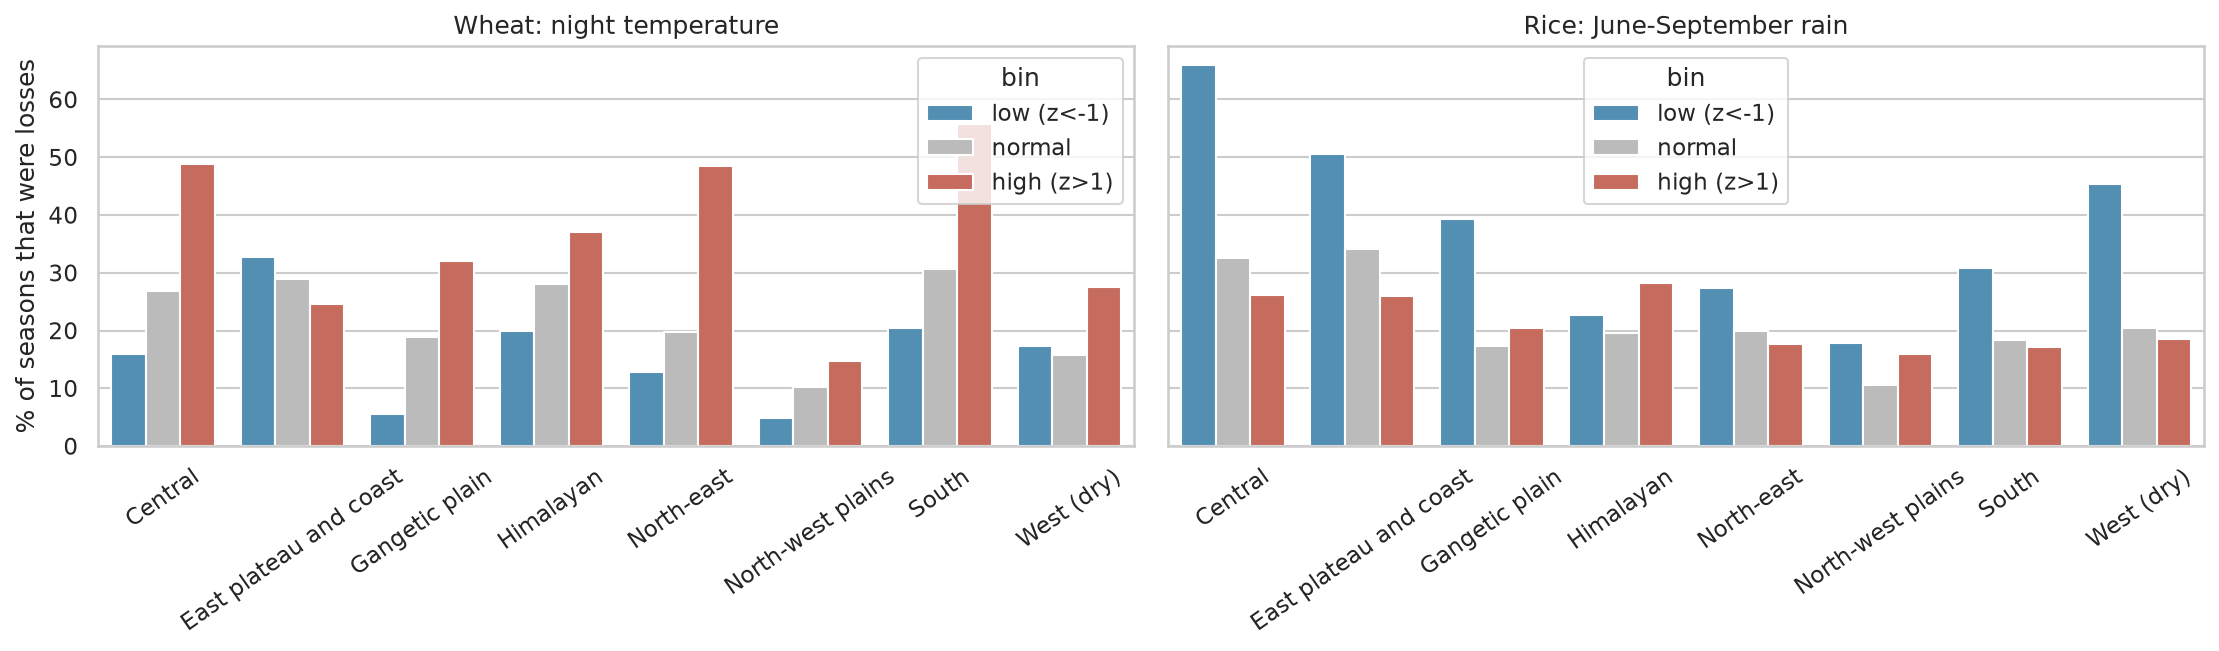 Wheat: night temperature
% of seasons that were losses
60
50
40
30
20
10
0
bin
low (z<-1)
normal
high (z>1)
Central
East plateau and coast
Gangetic plain
Himalayan
North-east
North-west plains
South
West (dry)
Rice: June-September rain
bin
low (z<-1)
normal
high (z>1)
Central
East plateau and coast
Gangetic plain
Himalayan
North-east
North-west plains
South
West (dry)